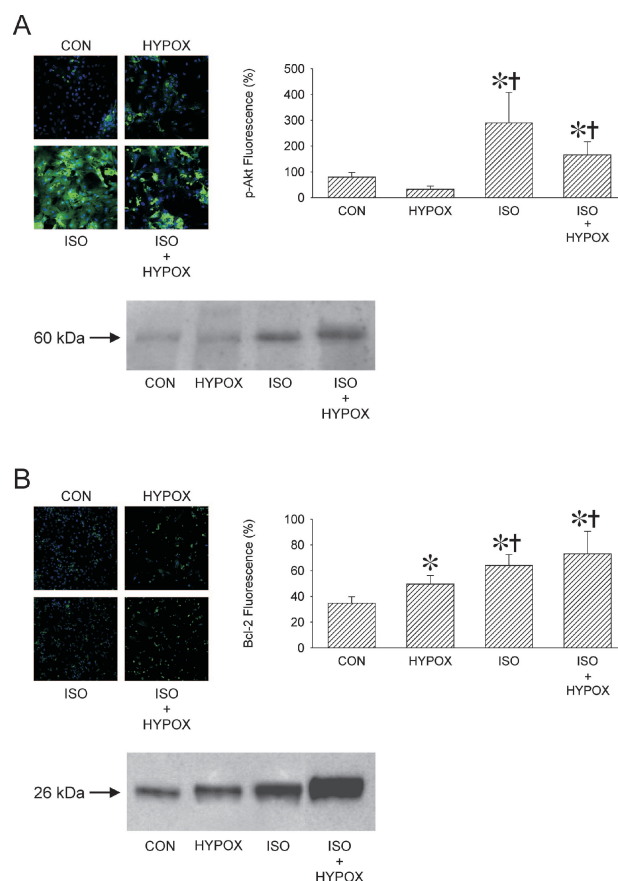 A
CON
HYPOX
ISO
ISO
+
HYPOX
p-Akt Fluorescence (%)
500
400
300
200
100
0
*†
*†
CON
HYPOX
ISO
ISO
+
HYPOX
60 kDa
CON
HYPOX
ISO
ISO
+
HYPOX
B
CON
HYPOX
ISO
ISO
+
HYPOX
Bcl-2 Fluorescence (%)
100
80
60
40
20
0
*
*†
*†
CON
HYPOX
ISO
ISO
+
HYPOX
26 kDa
CON
HYPOX
ISO
ISO
+
HYPOX